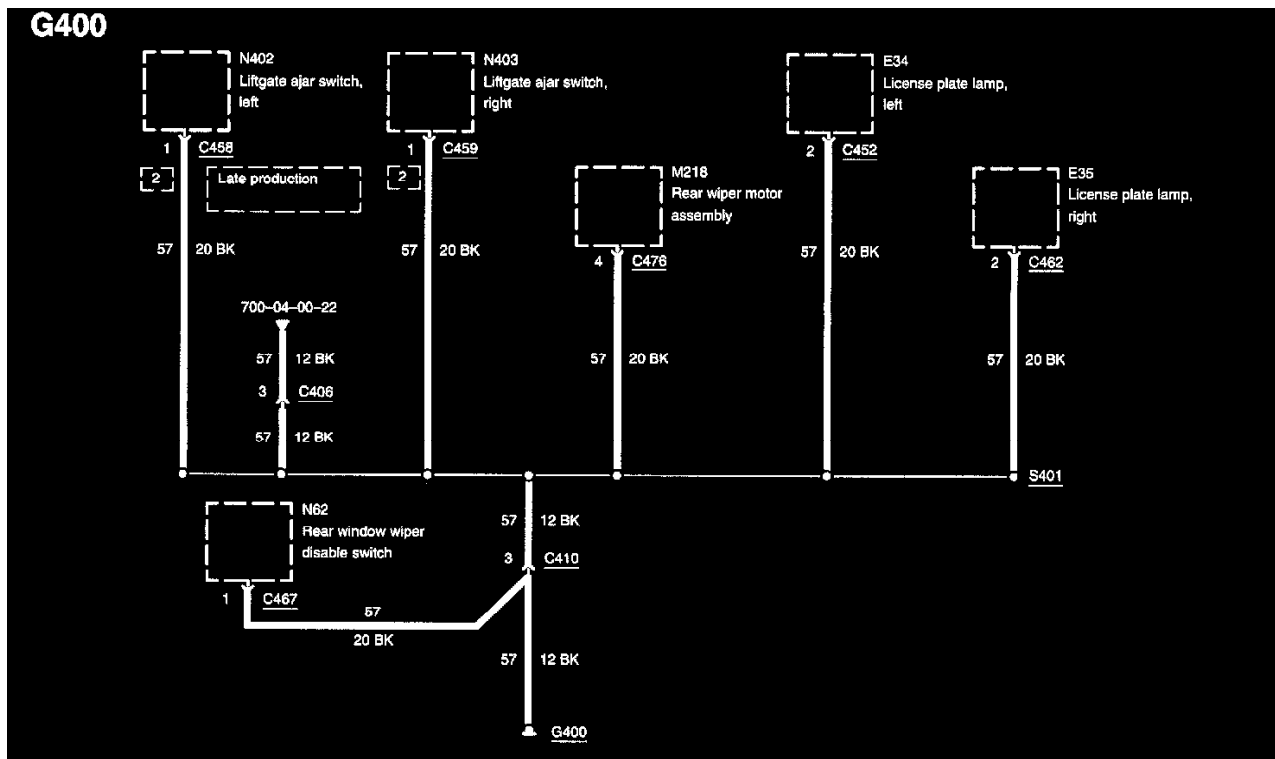 G400
N402
Liftgate ajar switch,
left
1 C458
2
Late production
57 20 BK
N403
Liftgate ajar switch,
right
1 C459
2
57 20 BK
E34
License plate lamp,
left
2 C452
57 20 BK
M218
Rear wiper motor
assembly
4 C476
57 20 BK
E35
License plate lamp,
right
2 C462
57 20 BK
700-04-00-22
57 12 BK
3 C406
57 12 BK
S401
N62
Rear window wiper
disable switch
1 C467
57
20 BK
57 12 BK
3 C410
57 12 BK
G400